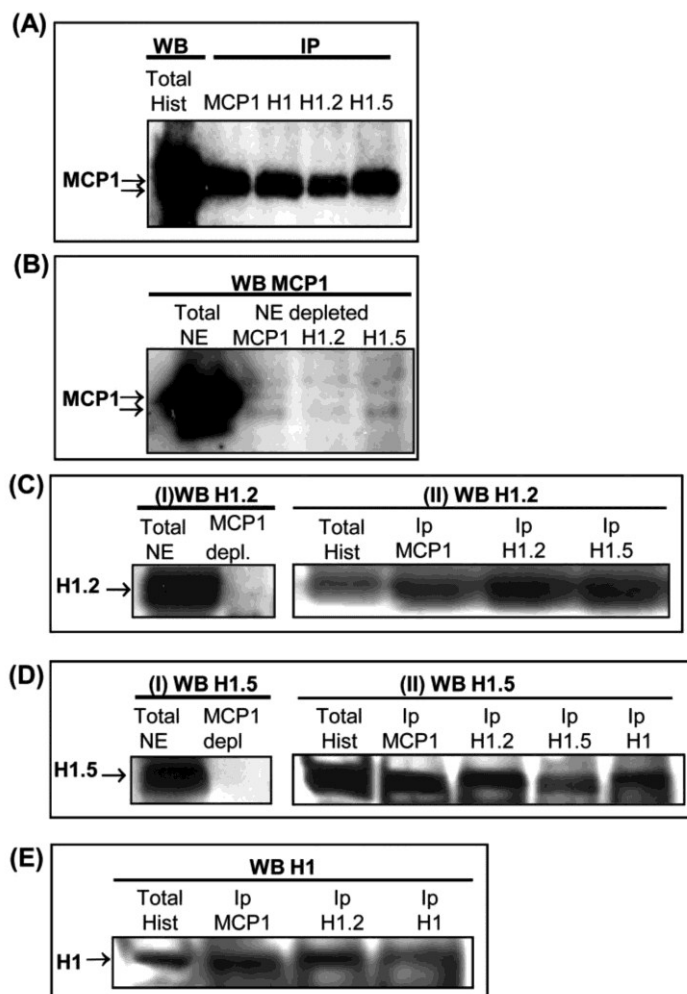 (A)
WB IP
Total
Hist MCP1 H1 H1.2 H1.5
MCP1
(B)
WB MCP1
Total NE depleted
NE MCP1 H1.2 H1.5
MCP1
(C)
(I)WB H1.2 (II) WB H1.2
Total MCP1 Total Ip Ip Ip
NE depl. Hist MCP1 H1.2 H1.5
H1.2
(D)
(I) WB H1.5 (II) WB H1.5
Total MCP1 Total Ip Ip Ip Ip
NE depl Hist MCP1 H1.2 H1.5 H1
H1.5
(E)
WB H1
Total Ip Ip Ip
Hist MCP1 H1.2 H1
H1